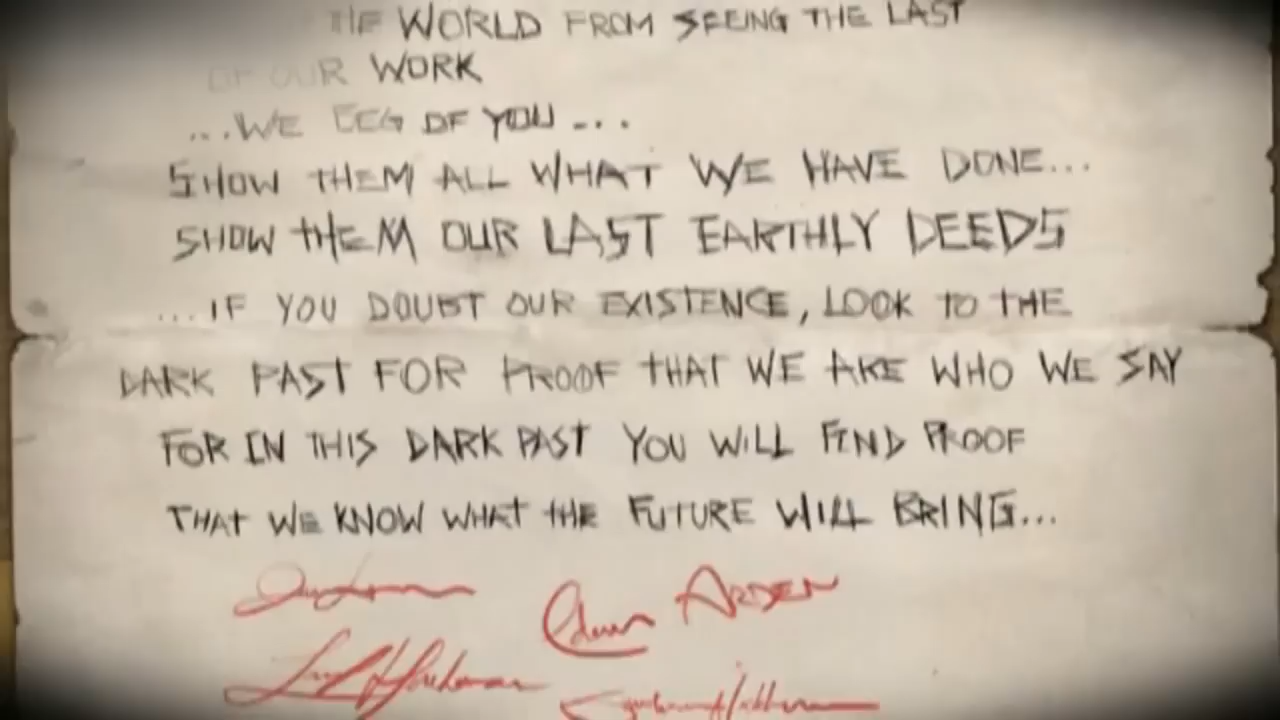 THE WORLD FROM SEEING THE LAST
OF OUR WORK
...WE BEG OF YOU...
SHOW THEM ALL WHAT WE HAVE DONE...
SHOW THEM OUR LAST EARTHLY DEEDS
...IF YOU DOUBT OUR EXISTENCE, LOOK TO THE
DARK PAST FOR PROOF THAT WE ARE WHO WE SAY
FOR IN THIS DARK PAST YOU WILL FIND PROOF
THAT WE KNOW WHAT THE FUTURE WILL BRING...
ARDEN